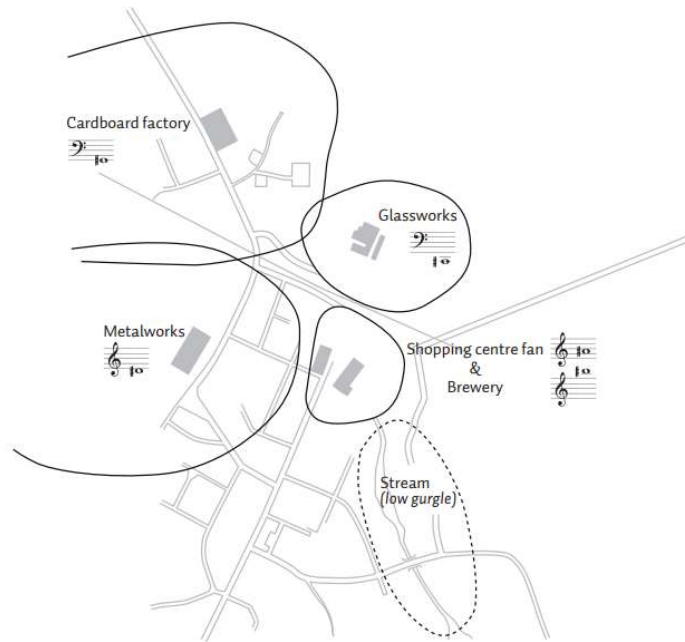 Cardboard factory
Glassworks
Metalworks
Shopping centre fan
&
Brewery
Stream
(low gurgle)